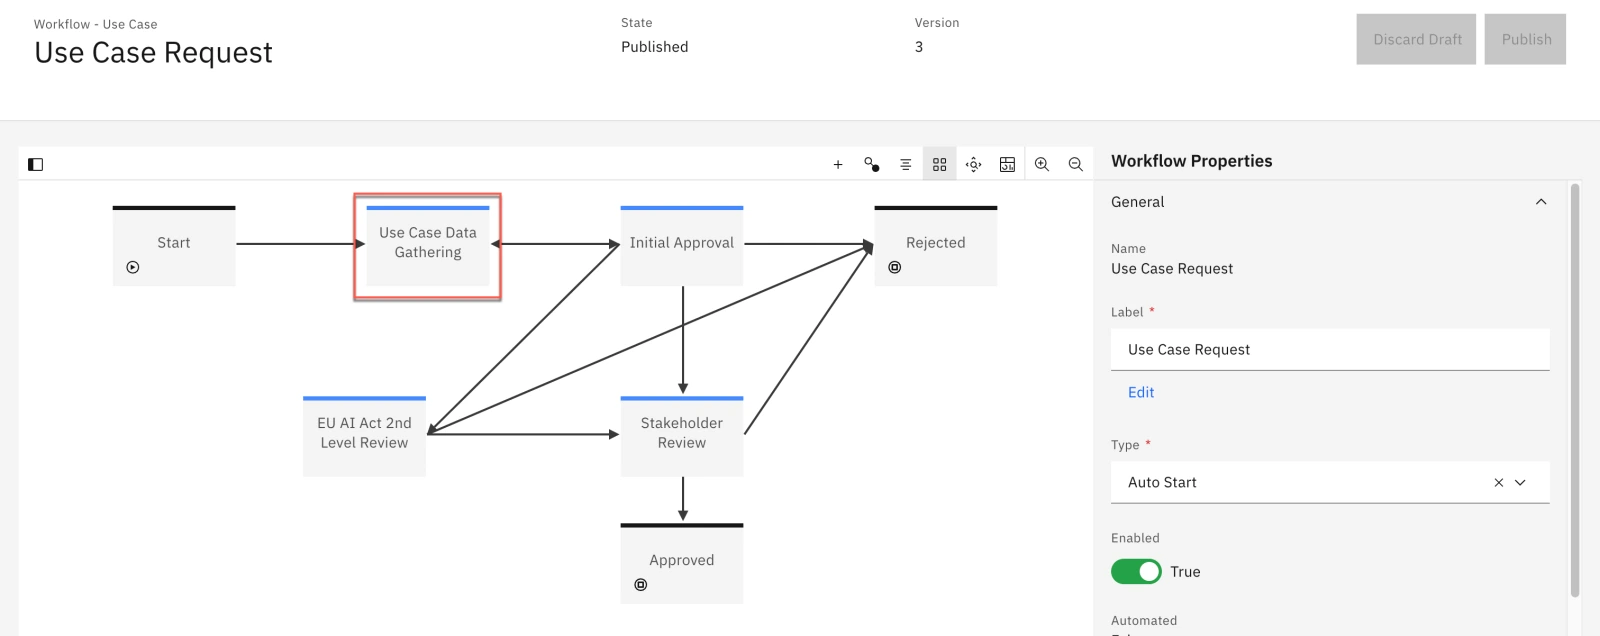 Workflow - Use Case
Use Case Request
State
Published
Version
3
Discard Draft
Publish
Start
Use Case Data
Gathering
Initial Approval
Rejected
EU AI Act 2nd
Level Review
Stakeholder
Review
Approved
Workflow Properties
General
Name
Use Case Request
Label *
Use Case Request
Edit
Type *
Auto Start
Enabled
True
Automated